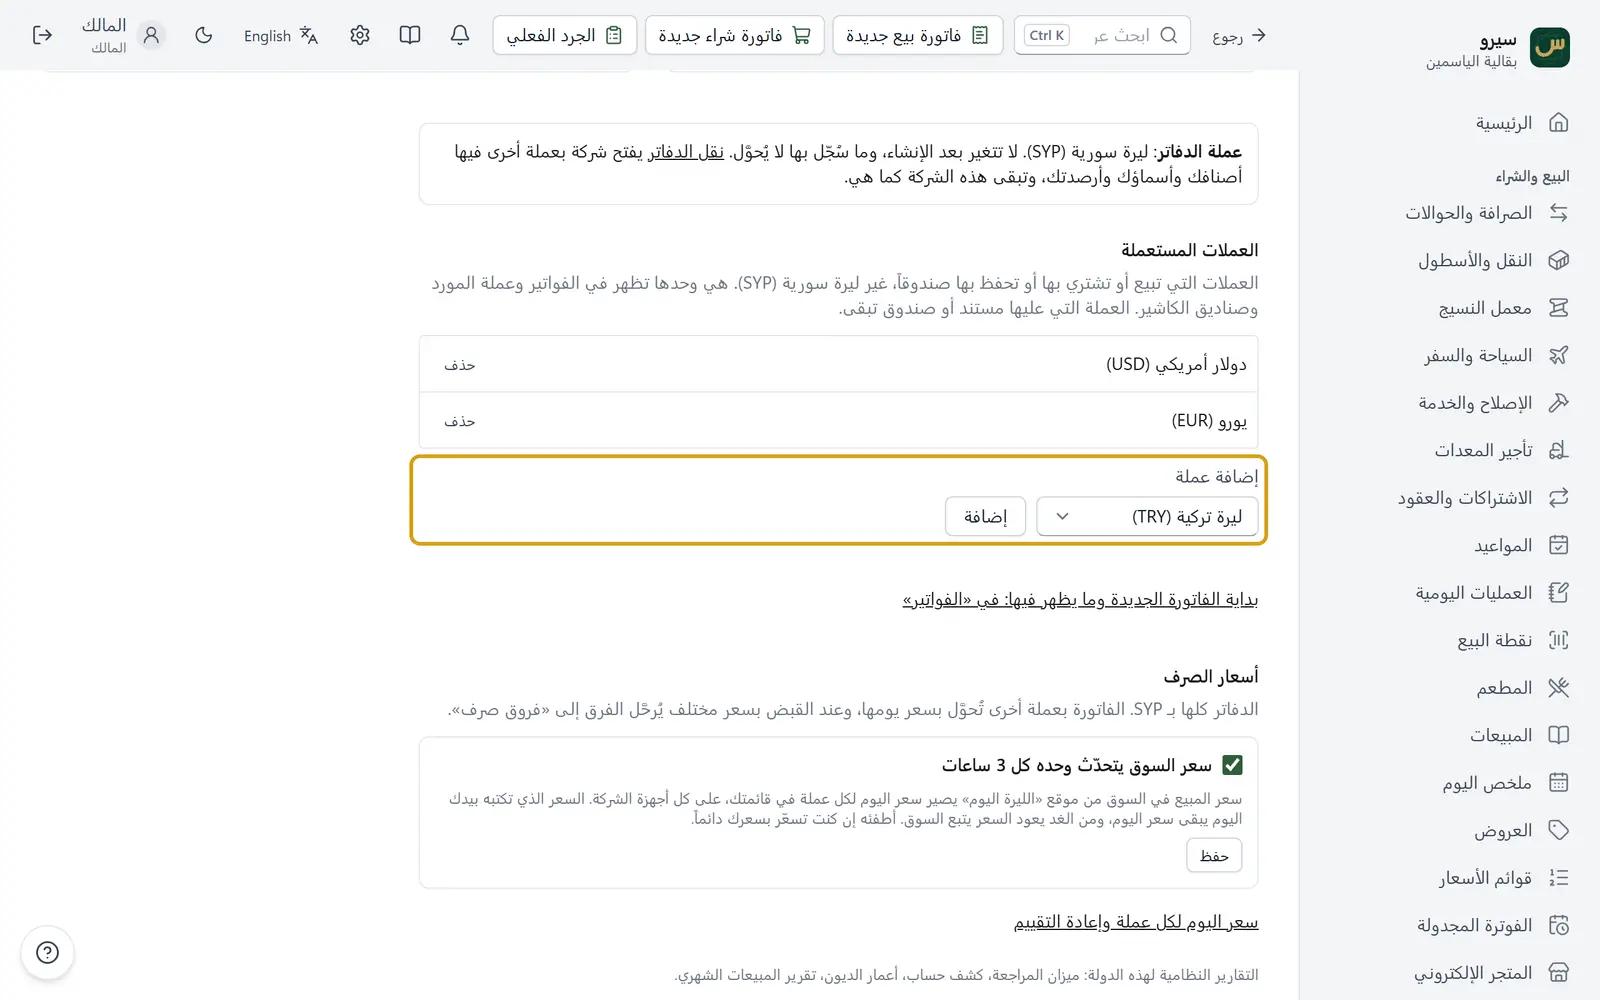 سيرو
بقالية الياسمين
رجوع
ابحث عر
Ctrl K
فاتورة بيع جديدة
فاتورة شراء جديدة
الجرد الفعلي
English
المالك
المالك
الرئيسية
البيع والشراء
الصرافة والحوالات
النقل والأسطول
معمل النسيج
السياحة والسفر
الإصلاح والخدمة
تأجير المعدات
الاشتراكات والعقود
المواعيد
العمليات اليومية
نقطة البيع
المطعم
المبيعات
ملخص اليوم
العروض
قوائم الأسعار
الفوترة المجدولة
المتجر الإلكتروني
عملة الدفاتر: ليرة سورية (SYP). لا تتغير بعد الإنشاء، وما سُجّل بها لا يُحوَّل. نقل الدفاتر يفتح شركة بعملة أخرى فيها
أصنافك وأسماؤك وأرصدتك، وتبقى هذه الشركة كما هي.
العملات المستعملة
العملات التي تبيع أو تشتري بها أو تحفظ بها صندوقاً، غير ليرة سورية (SYP). هي وحدها تظهر في الفواتير وعملة المورد
وصناديق الكاشير. العملة التي عليها مستند أو صندوق تبقى.
دولار أمريكي (USD)
حذف
يورو (EUR)
حذف
إضافة عملة
ليرة تركية (TRY)
إضافة
بداية الفاتورة الجديدة وما يظهر فيها: في «الفواتير»
أسعار الصرف
الدفاتر كلها بـ SYP. الفاتورة بعملة أخرى تُحوَّل بسعر يومها، وعند القبض بسعر مختلف يُرحَّل الفرق إلى «فروق صرف».
سعر السوق يتحدّث وحده كل 3 ساعات
سعر المبيع في السوق من موقع «الليرة اليوم» يصير سعر اليوم لكل عملة في قائمتك، على كل أجهزة الشركة. السعر الذي تكتبه بيدك
اليوم يبقى سعر اليوم، ومن الغد يعود السعر يتبع السوق. أطفئه إن كنت تسعّر بسعرك دائماً.
حفظ
سعر اليوم لكل عملة وإعادة التقييم
التقارير النظامية لهذه الدولة: ميزان المراجعة، كشف حساب، أعمار الديون، تقرير المبيعات الشهري.